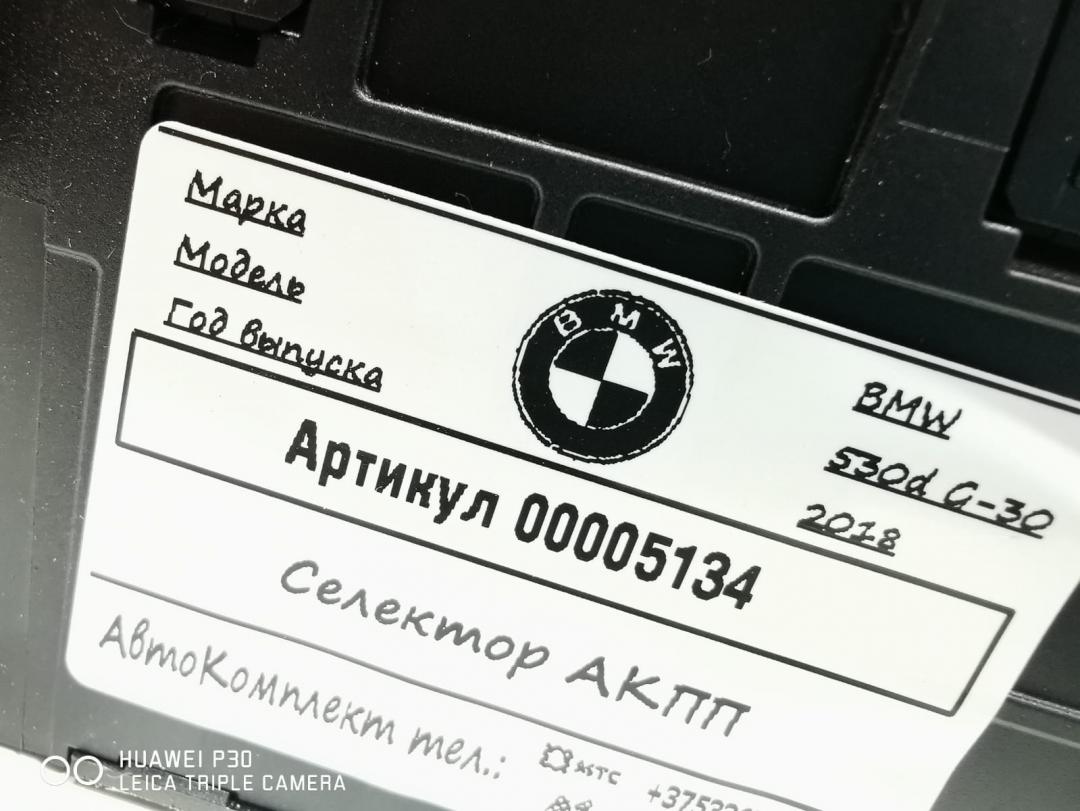 Марка
BMW
Модель
530d G-30
Год выпуска
2018
BMW
Артикул 00005134
Селектор АКПП
АвтоКомплект тел.:
мтс
HUAWEI P30
LEICA TRIPLE CAMERA